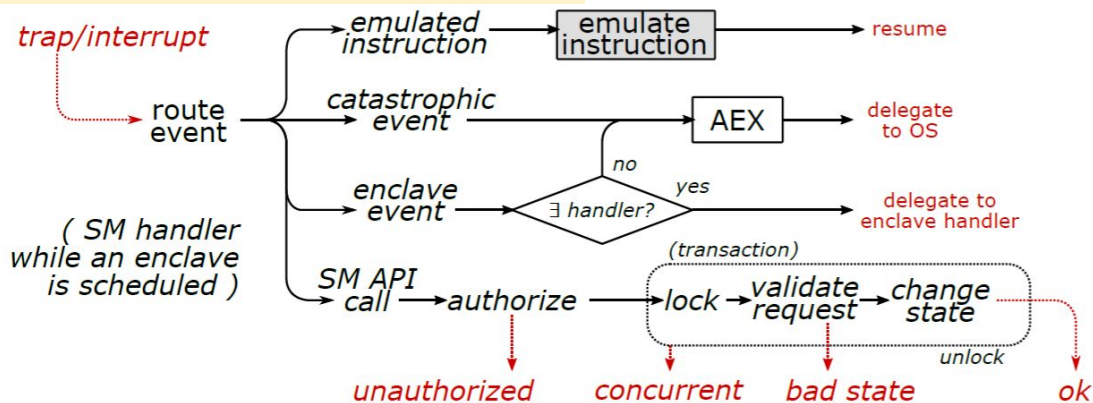 trap/interrupt
route
event
emulated
instruction
emulate
instruction
resume
catastrophic
event
AEX
delegate
to OS
no
enclave
event
∃ handler?
yes
delegate to
enclave handler
( SM handler
while an enclave
is scheduled )
SM API
call
authorize
(transaction)
lock
validate
request
change
state
unlock
unauthorized
concurrent
bad state
ok